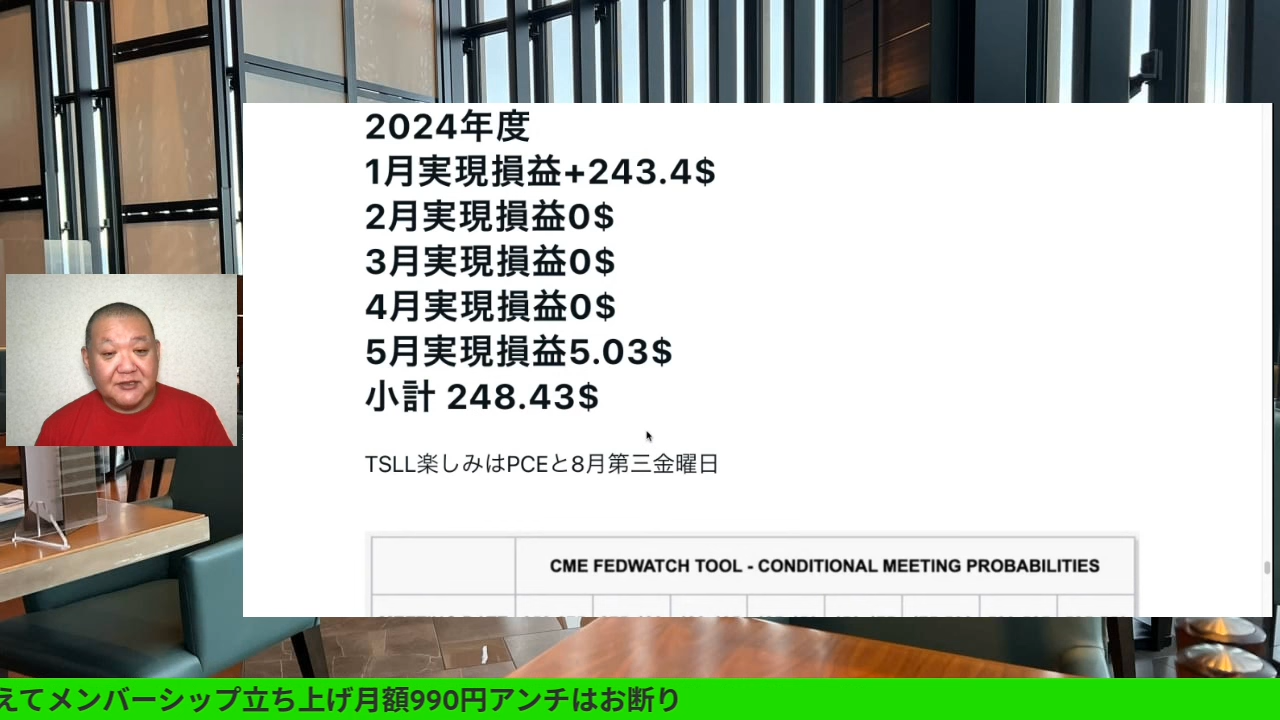 2024年度
1月実現損益+243.4$
2月実現損益0$
3月実現損益0$
4月実現損益0$
5月実現損益5.03$
小計 248.43$
TSLL楽しみはPCEと8月第三金曜日
CME FEDWATCH TOOL - CONDITIONAL MEETING PROBABILITIES
えてメンバーシップ立ち上げ月額990円アンチはお断り